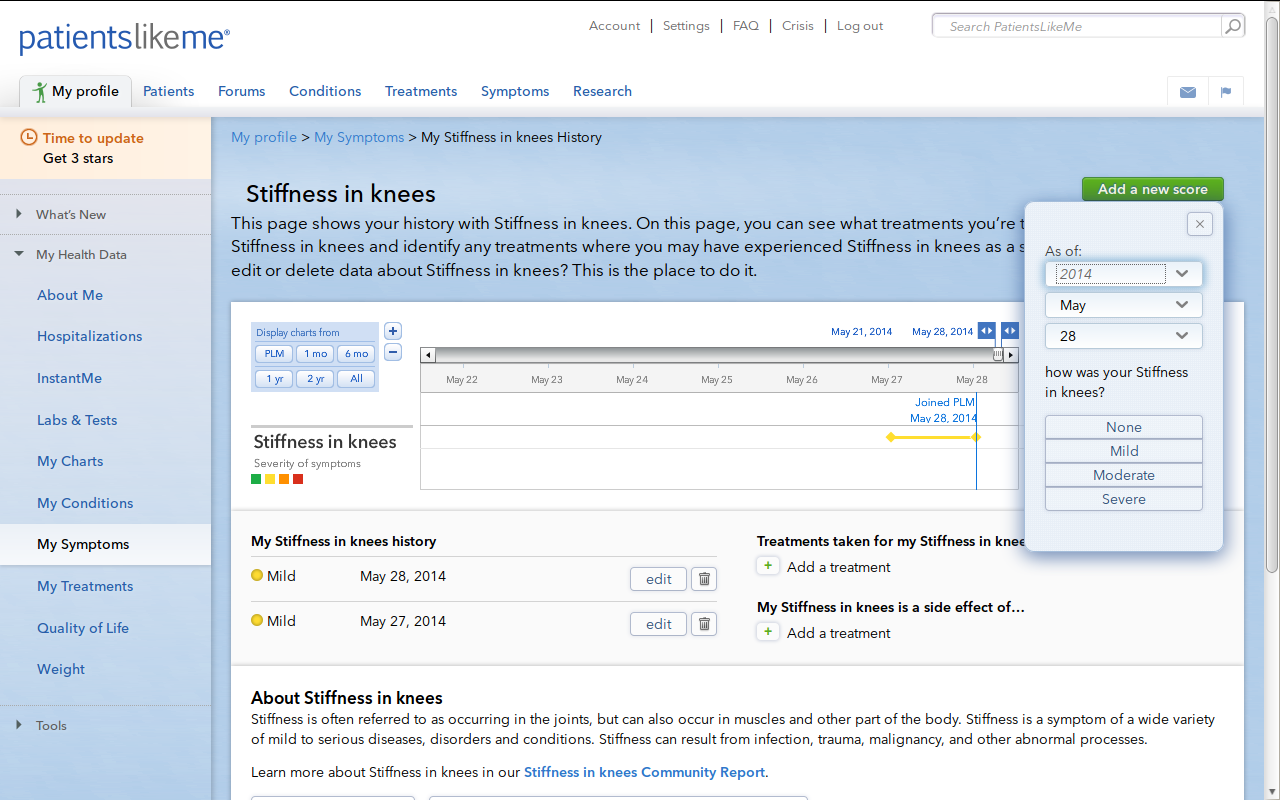 Account | Settings | FAQ | Crisis | Log out
Search PatientsLikeMe
patientslikeme®
My profile Patients Forums Conditions Treatments Symptoms Research
Time to update
Get 3 stars
What's New
My Health Data
About Me
Hospitalizations
InstantMe
Labs & Tests
My Charts
My Conditions
My Symptoms
My Treatments
Quality of Life
Weight
Tools
My profile > My Symptoms > My Stiffness in knees History
Stiffness in knees
Add a new score
This page shows your history with Stiffness in knees. On this page, you can see what treatments you're
Stiffness in knees and identify any treatments where you may have experienced Stiffness in knees as a
edit or delete data about Stiffness in knees? This is the place to do it.
As of:
2014
May
28
how was your Stiffness
in knees?
None
Mild
Moderate
Severe
Display charts from
PLM 1 mo 6 mo
1 yr 2 yr All
May 21, 2014 May 28, 2014
May 22 May 23 May 24 May 25 May 26 May 27 May 28
Joined PLM
May 28, 2014
Stiffness in knees
Severity of symptoms
My Stiffness in knees history
Mild May 28, 2014 edit
Mild May 27, 2014 edit
Treatments taken for my Stiffness in
+ Add a treatment
My Stiffness in knees is a side effect of...
+ Add a treatment
About Stiffness in knees
Stiffness is often referred to as occurring in the joints, but can also occur in muscles and other part of the body. Stiffness is a symptom of a wide variety
of mild to serious diseases, disorders and conditions. Stiffness can result from infection, trauma, malignancy, and other abnormal processes.
Learn more about Stiffness in knees in our Stiffness in knees Community Report.